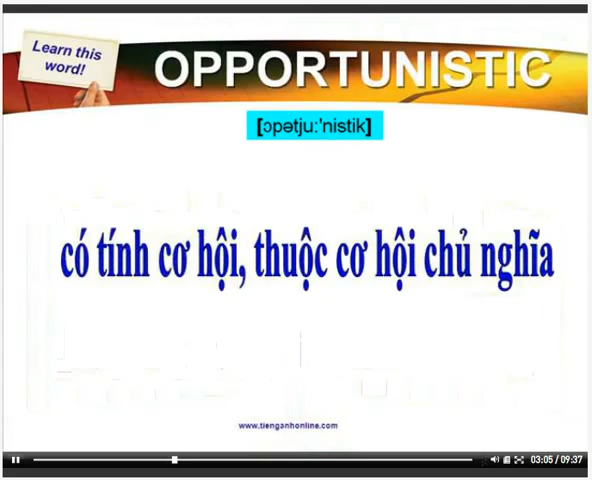 Learn this
word!
OPPORTUNISTIC
[ɔpətju:'nistik]
có tính cơ hội, thuộc cơ hội chủ nghĩa
www.tienganhonline.com
03:05 / 09:37